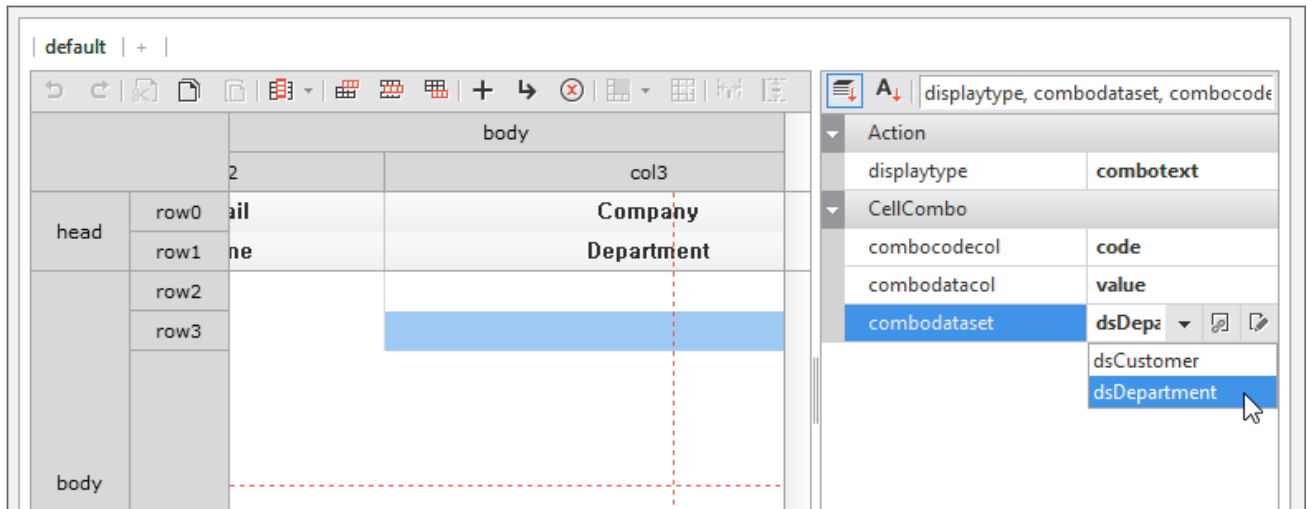 default +
displaytype, combodataset, combocode
body
2 col3
head row0 ail Company
row1 ne Department
row2
row3
body
Action
displaytype combotext
CellCombo
combocodecol code
combodatacol value
combodataset dsDepa
dsCustomer
dsDepartment